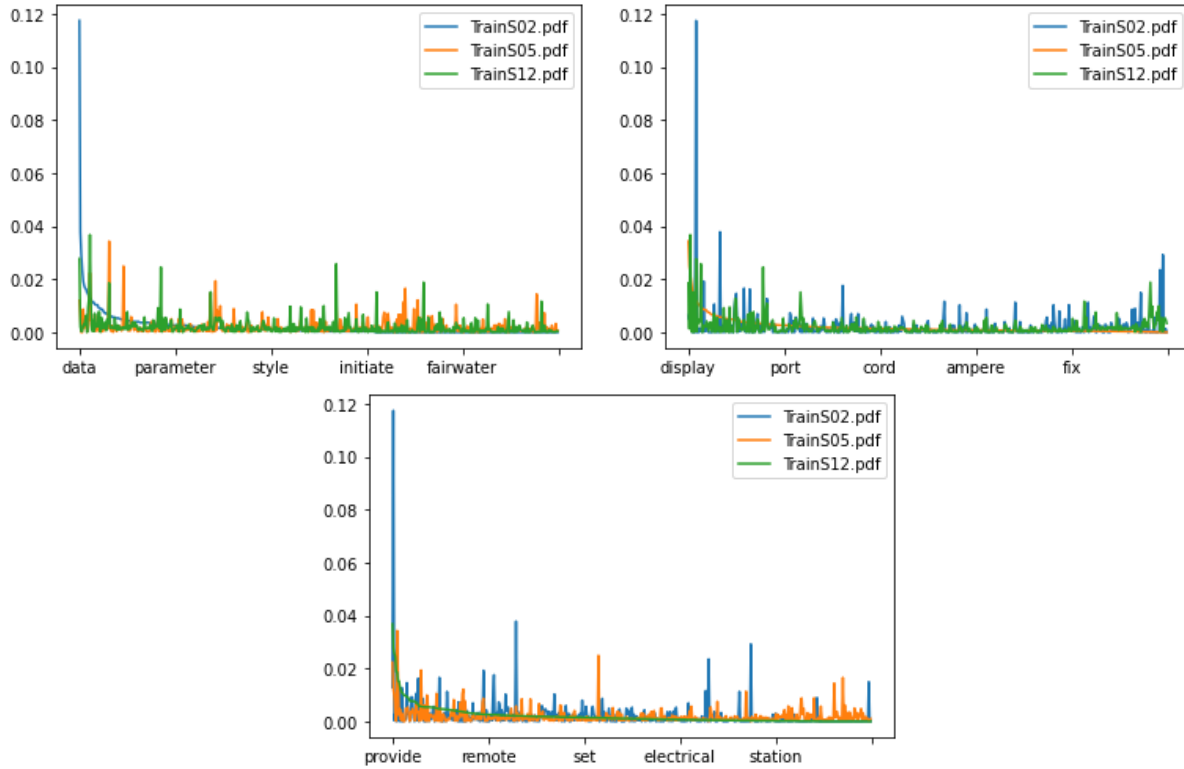 0.12
0.10
0.08
0.06
0.04
0.02
0.00
TrainS02.pdf
TrainS05.pdf
TrainS12.pdf
data parameter style initiate fairwater
0.12
0.10
0.08
0.06
0.04
0.02
0.00
TrainS02.pdf
TrainS05.pdf
TrainS12.pdf
display port cord ampere fix
0.12
0.10
0.08
0.06
0.04
0.02
0.00
TrainS02.pdf
TrainS05.pdf
TrainS12.pdf
provide remote set electrical station